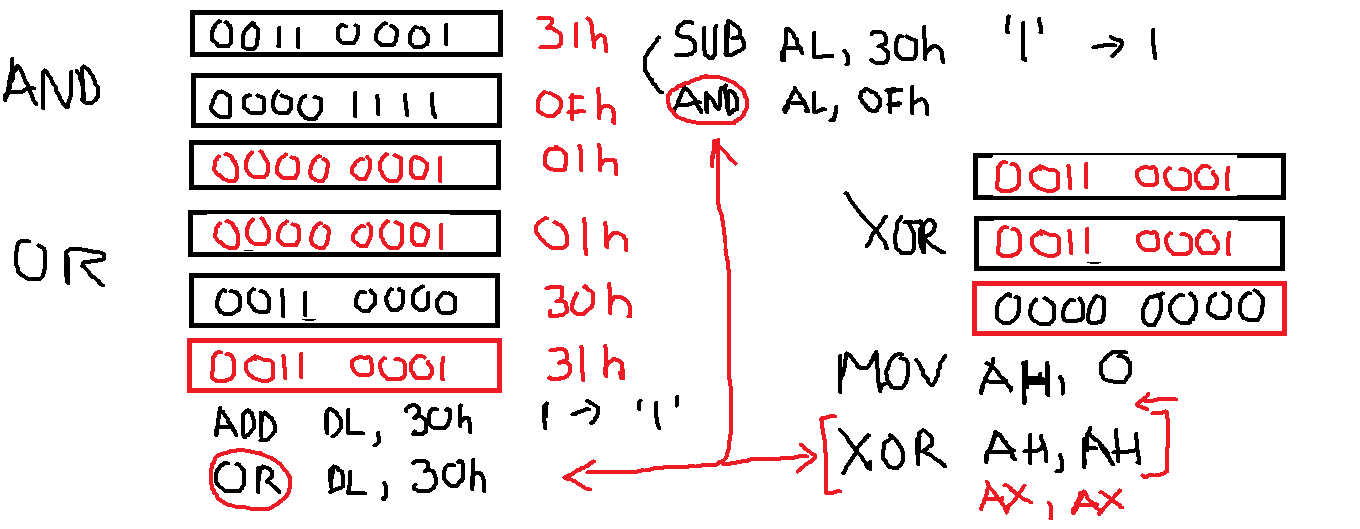 AND
0011 0001 31h
0000 1111 0Fh
0000 0001 01h
OR
0000 0001 01h
0011 0000 30h
0011 0001 31h
ADD DL, 30h 1 → '1'
OR DL, 30h
SUB AL, 30h '1' → 1
AND AL, 0Fh
XOR
0011 0001
0011 0001
0000 0000
MOV AH, 0
[XOR AH, AH]
AX, AX